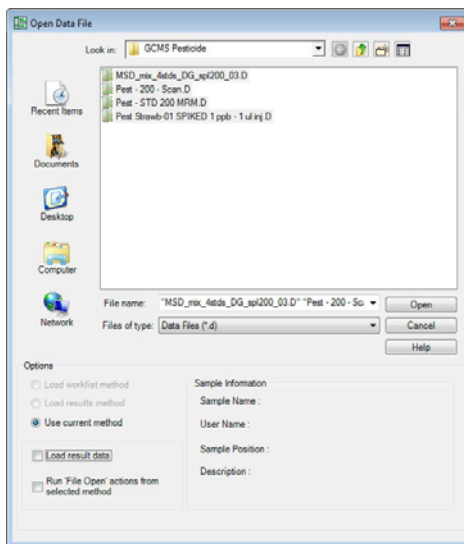 Open Data File
Look in: GCMS Pesticide
MSD_mix_4stds_DG_spl200_03.D
Pest - 200 - Scan.D
Pest - STD 200 MRM.D
Pest Strawb-01 SPIKED 1 ppb - 1 ul inj.D
Recent Items
Documents
Desktop
Computer
Network
File name: "MSD_mix_4stds_DG_spl200_03.D" "Pest - 200 - Sc
Open
Files of type: Data Files (*.d)
Cancel
Help
Options
Load worklist method
Load results method
Use current method
Load result data
Run 'File Open' actions from
selected method
Sample Information
Sample Name :
User Name :
Sample Position :
Description :